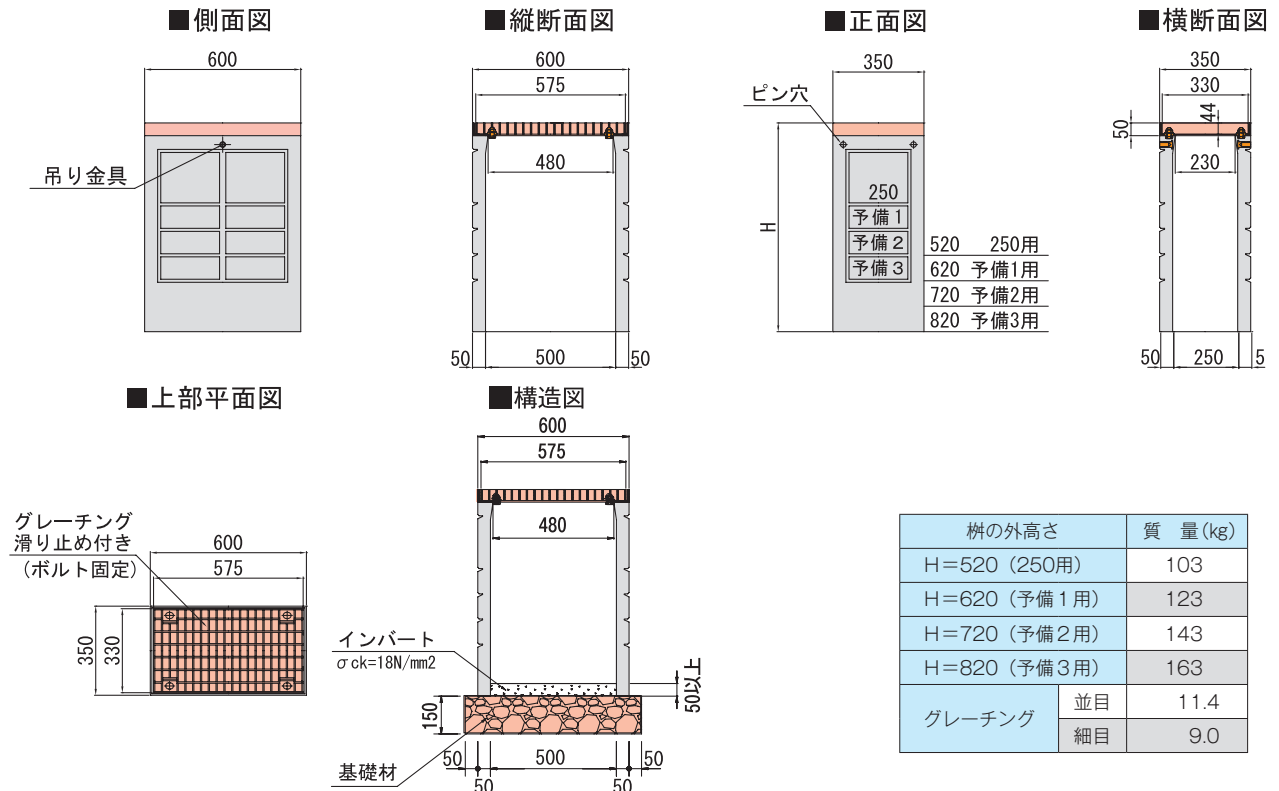 ■側面図
600
吊り金具
■縦断面図
600
575
480
50
500
50
■正面図
350
ピン穴
H
250
予備1
予備2
予備3
520 250用
620 予備1用
720 予備2用
820 予備3用
■横断面図
350
330
44
50
230
50
250
5
■上部平面図
グレーチング
滑り止め付き
(ボルト固定)
600
575
350
330
■構造図
600
575
480
インバート
σck=18N/mm2
50以上
150
基礎材
50
500
50
50
50
桝の外高さ 質 量(kg)
H=520(250用) 103
H=620(予備1用) 123
H=720(予備2用) 143
H=820(予備3用) 163
グレーチング 並目 11.4
細目 9.0